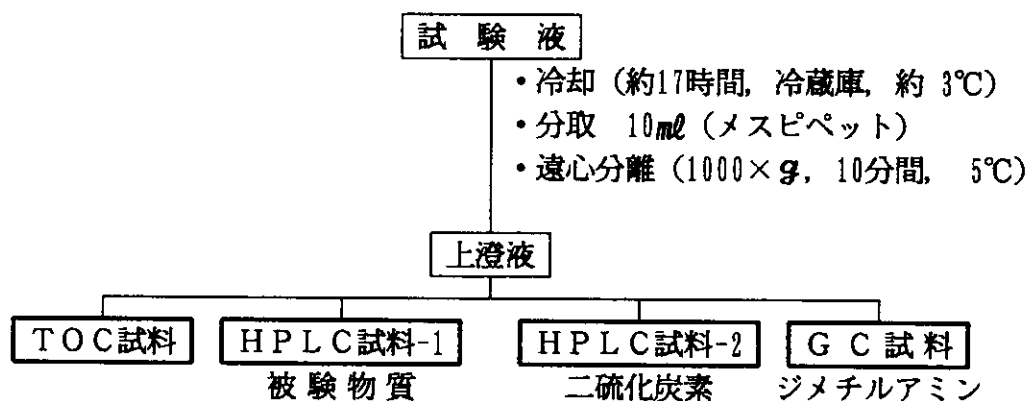 試験液
・冷却（約17時間，冷蔵庫，約 3℃）
・分取 10ml（メスピペット）
・遠心分離（1000×g，10分間， 5℃）
上澄液
TOC試料 HPLC試料-1 HPLC試料-2 GC試料
被験物質 二硫化炭素 ジメチルアミン